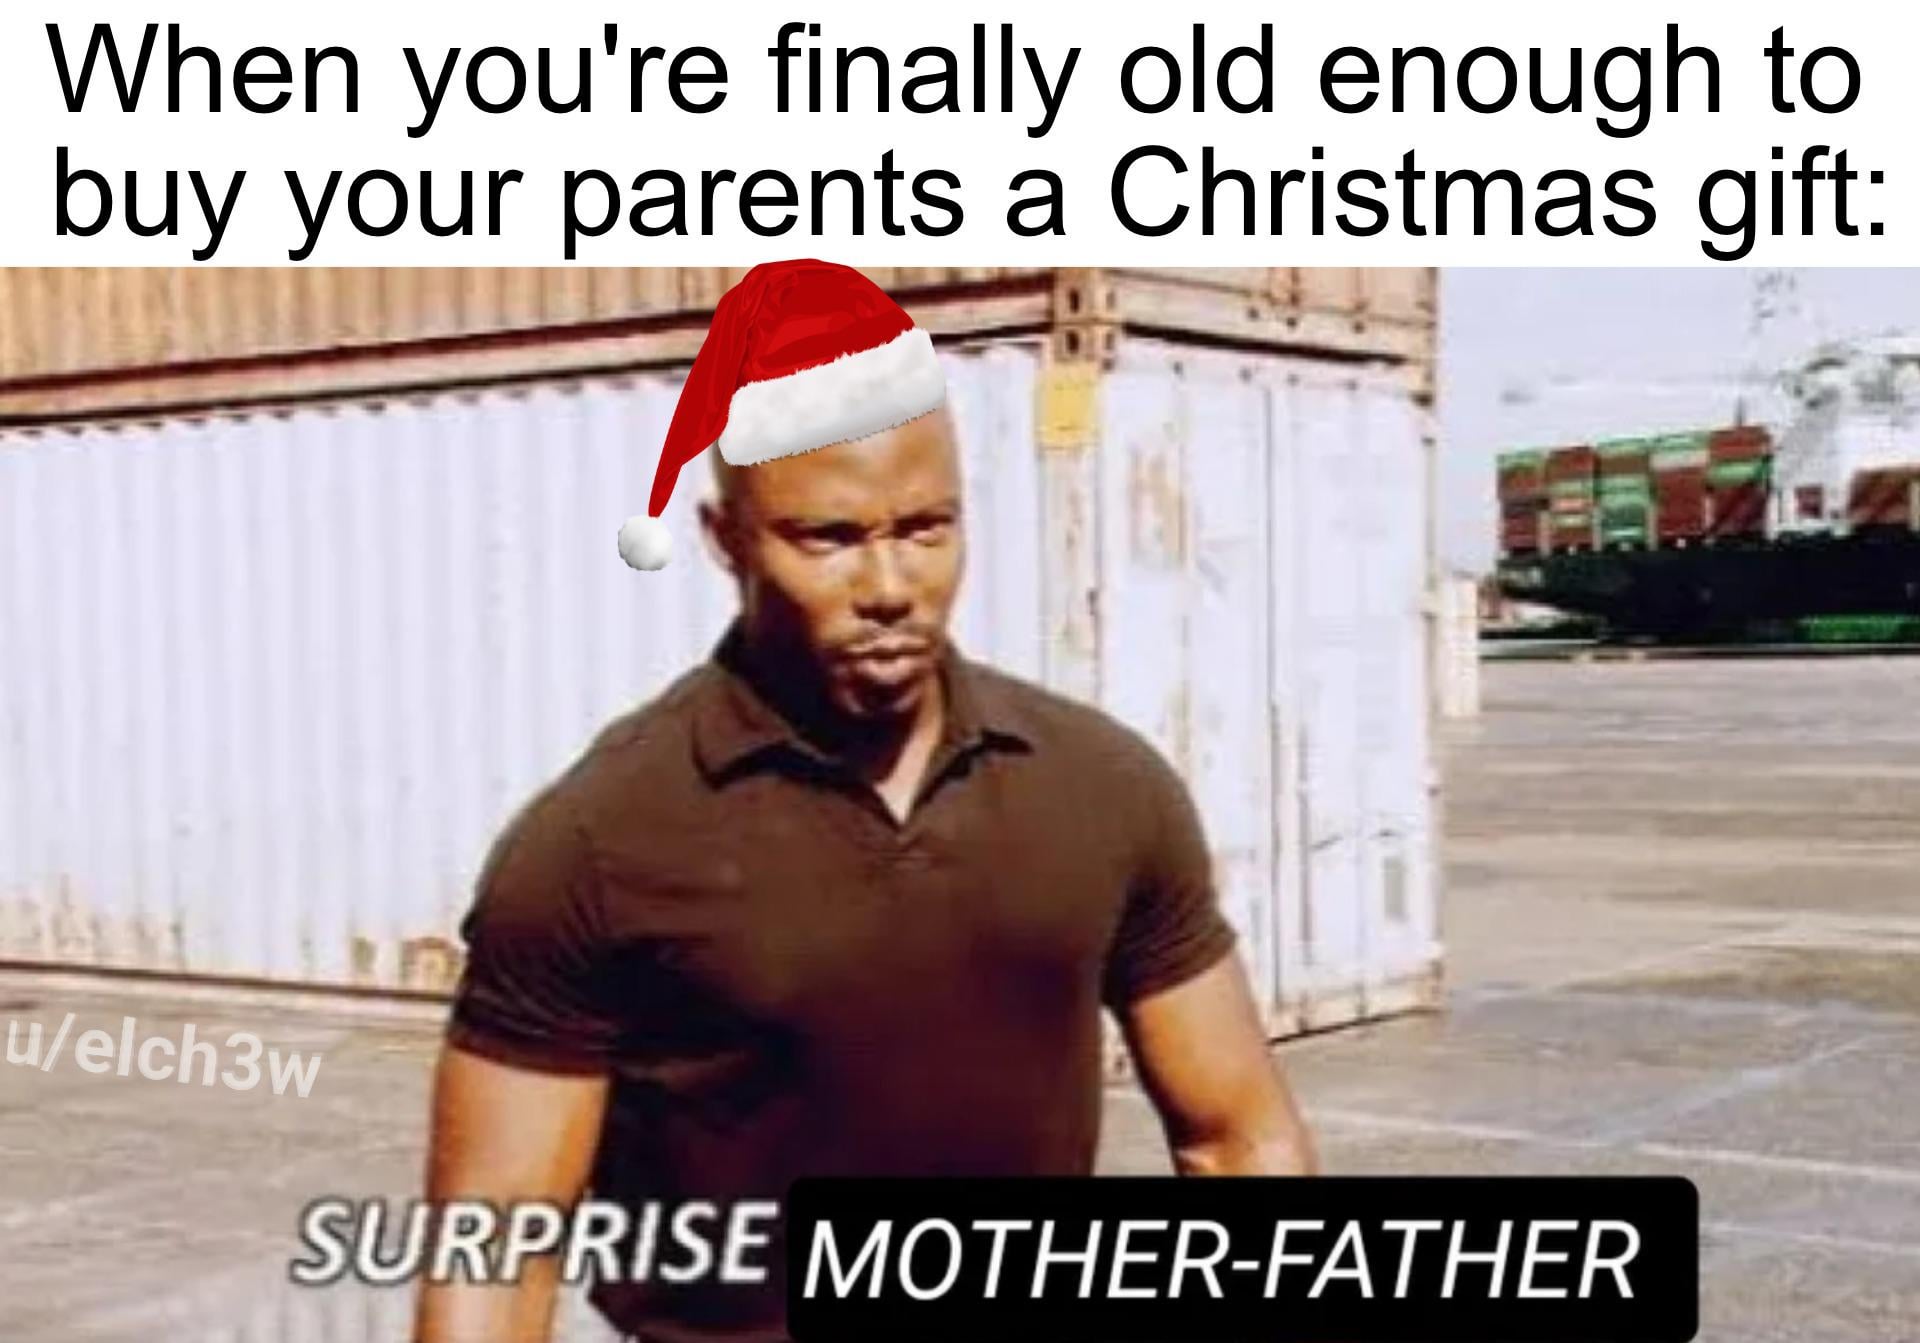 When you're finally old enough to
buy your parents a Christmas gift:
u/elch3w
SURPRISE MOTHER-FATHER